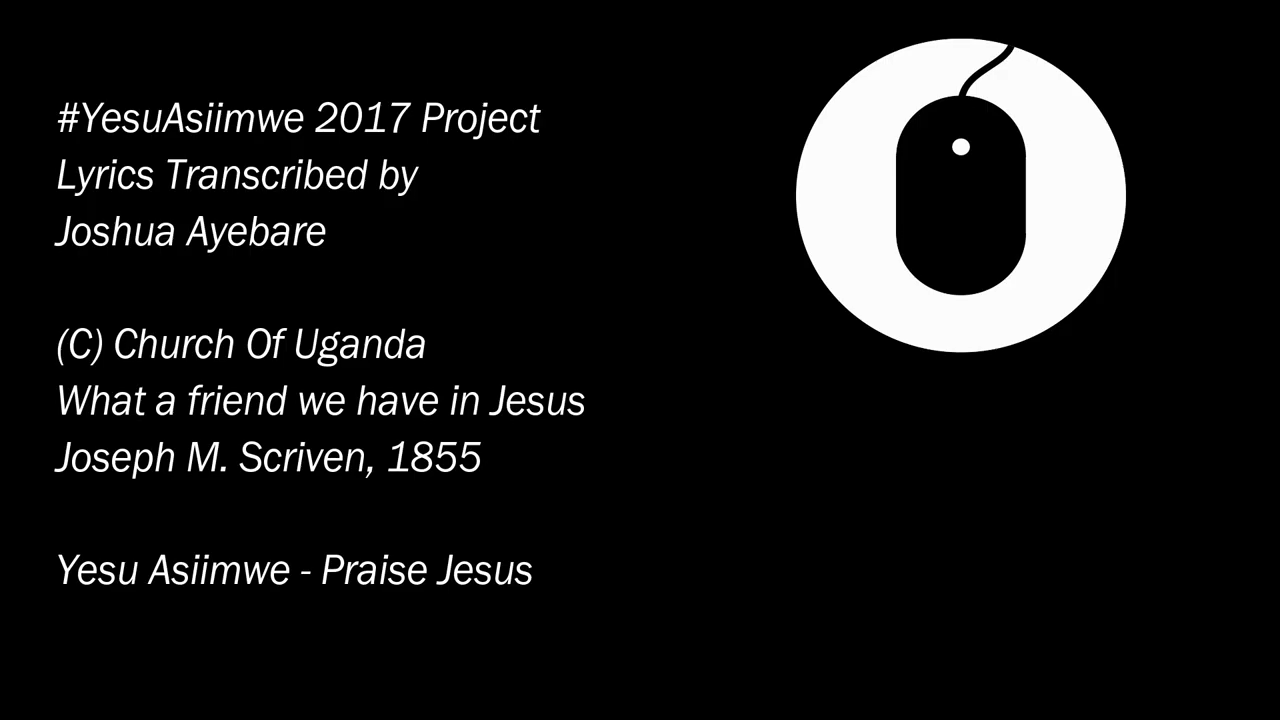 #YesuAsiimwe 2017 Project
Lyrics Transcribed by
Joshua Ayebare
(C) Church Of Uganda
What a friend we have in Jesus
Joseph M. Scriven, 1855
Yesu Asiimwe - Praise Jesus